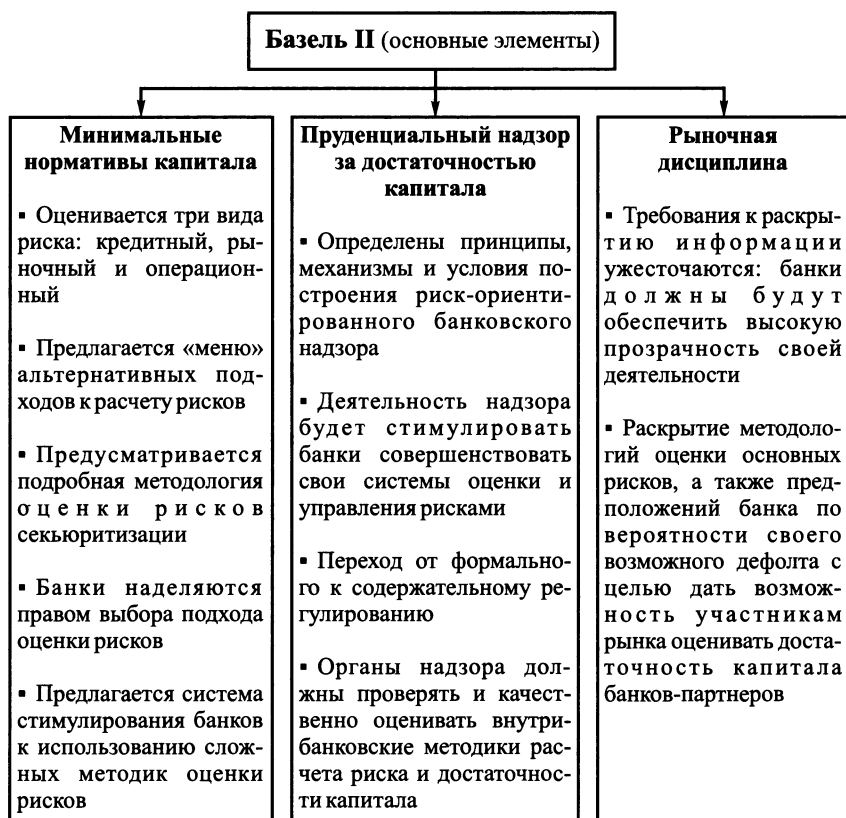 Базель II (основные элементы)
Минимальные
нормативы капитала
▪ Оценивается три вида
риска: кредитный, ры-
ночный и операцион-
ный
▪ Предлагается «меню»
альтернативных под-
ходов к расчету рисков
▪ Предусматривается
подробная методология
оценки рисков
секьюритизации
▪ Банки наделяются
правом выбора подхода
оценки рисков
▪ Предлагается система
стимулирования банков
к использованию слож-
ных методик оценки
рисков
Пруденциальный надзор
за достаточностью
капитала
▪ Определены принципы,
механизмы и условия по-
строения риск-ориенти-
рованного банковского
надзора
▪ Деятельность надзора
будет стимулировать
банки совершенствовать
свои системы оценки и
управления рисками
▪ Переход от формально-
го к содержательному ре-
гулированию
▪ Органы надзора дол-
жны проверять и качест-
венно оценивать внутри-
банковские методики рас-
чета риска и достаточнос-
ти капитала
Рыночная
дисциплина
▪ Требования к раскры-
тию информации
ужесточаются: банки
должны будут
обеспечить высокую
прозрачность своей
деятельности
▪ Раскрытие методоло-
гий оценки основных
рисков, а также пред-
положений банка по
вероятности своего
возможного дефолта с
целью дать возмож-
ность участникам
рынка оценивать доста-
точность капитала
банков-партнеров